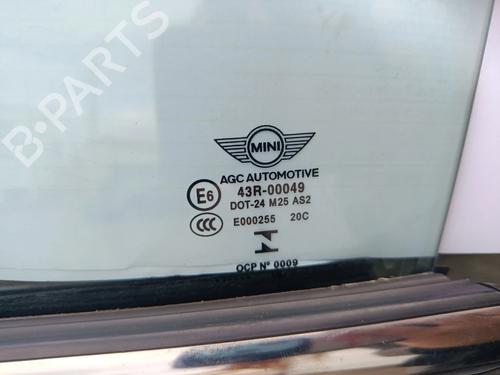 B-PARTS
MINI
AGC AUTOMOTIVE
E6 43R-00049
DOT-24 M25 AS2
CCC E000255 20C
OCP N° 0009